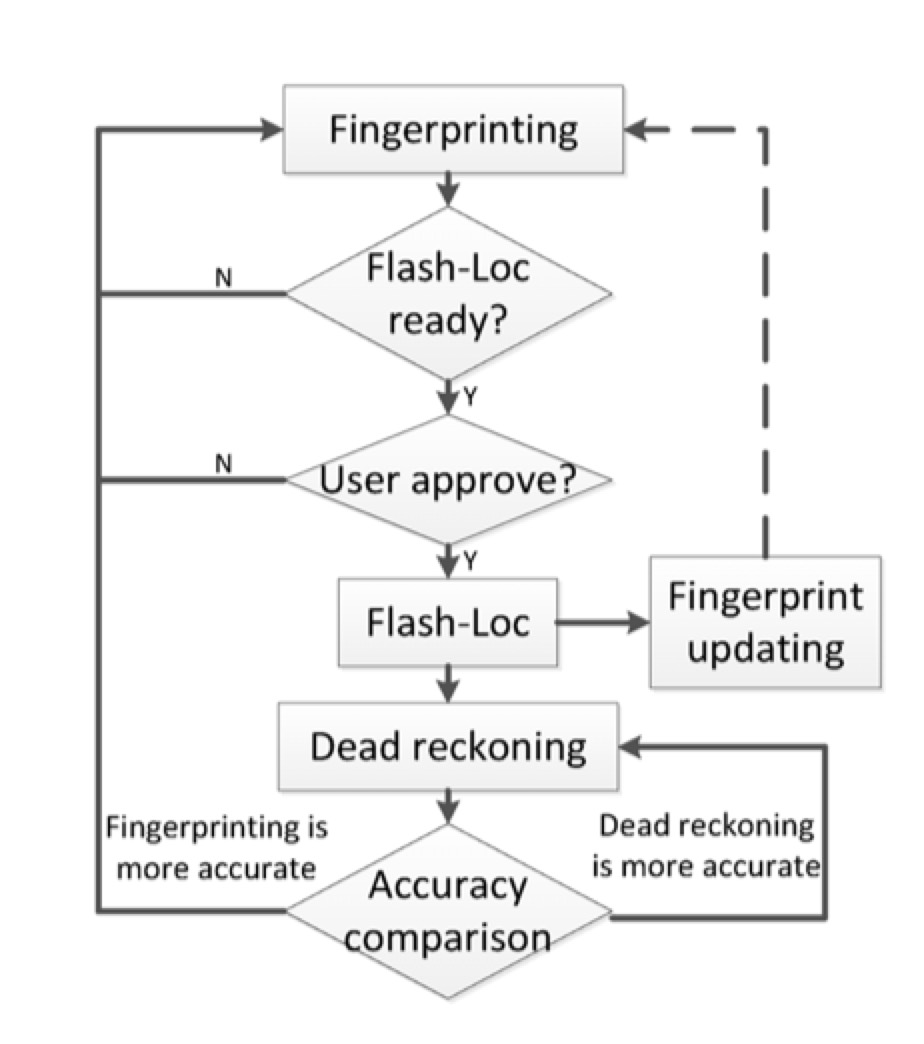 Fingerprinting
Flash-Loc
ready?
N
Y
User approve?
N
Y
Flash-Loc
Fingerprint
updating
Dead reckoning
Fingerprinting is
more accurate
Dead reckoning
is more accurate
Accuracy
comparison